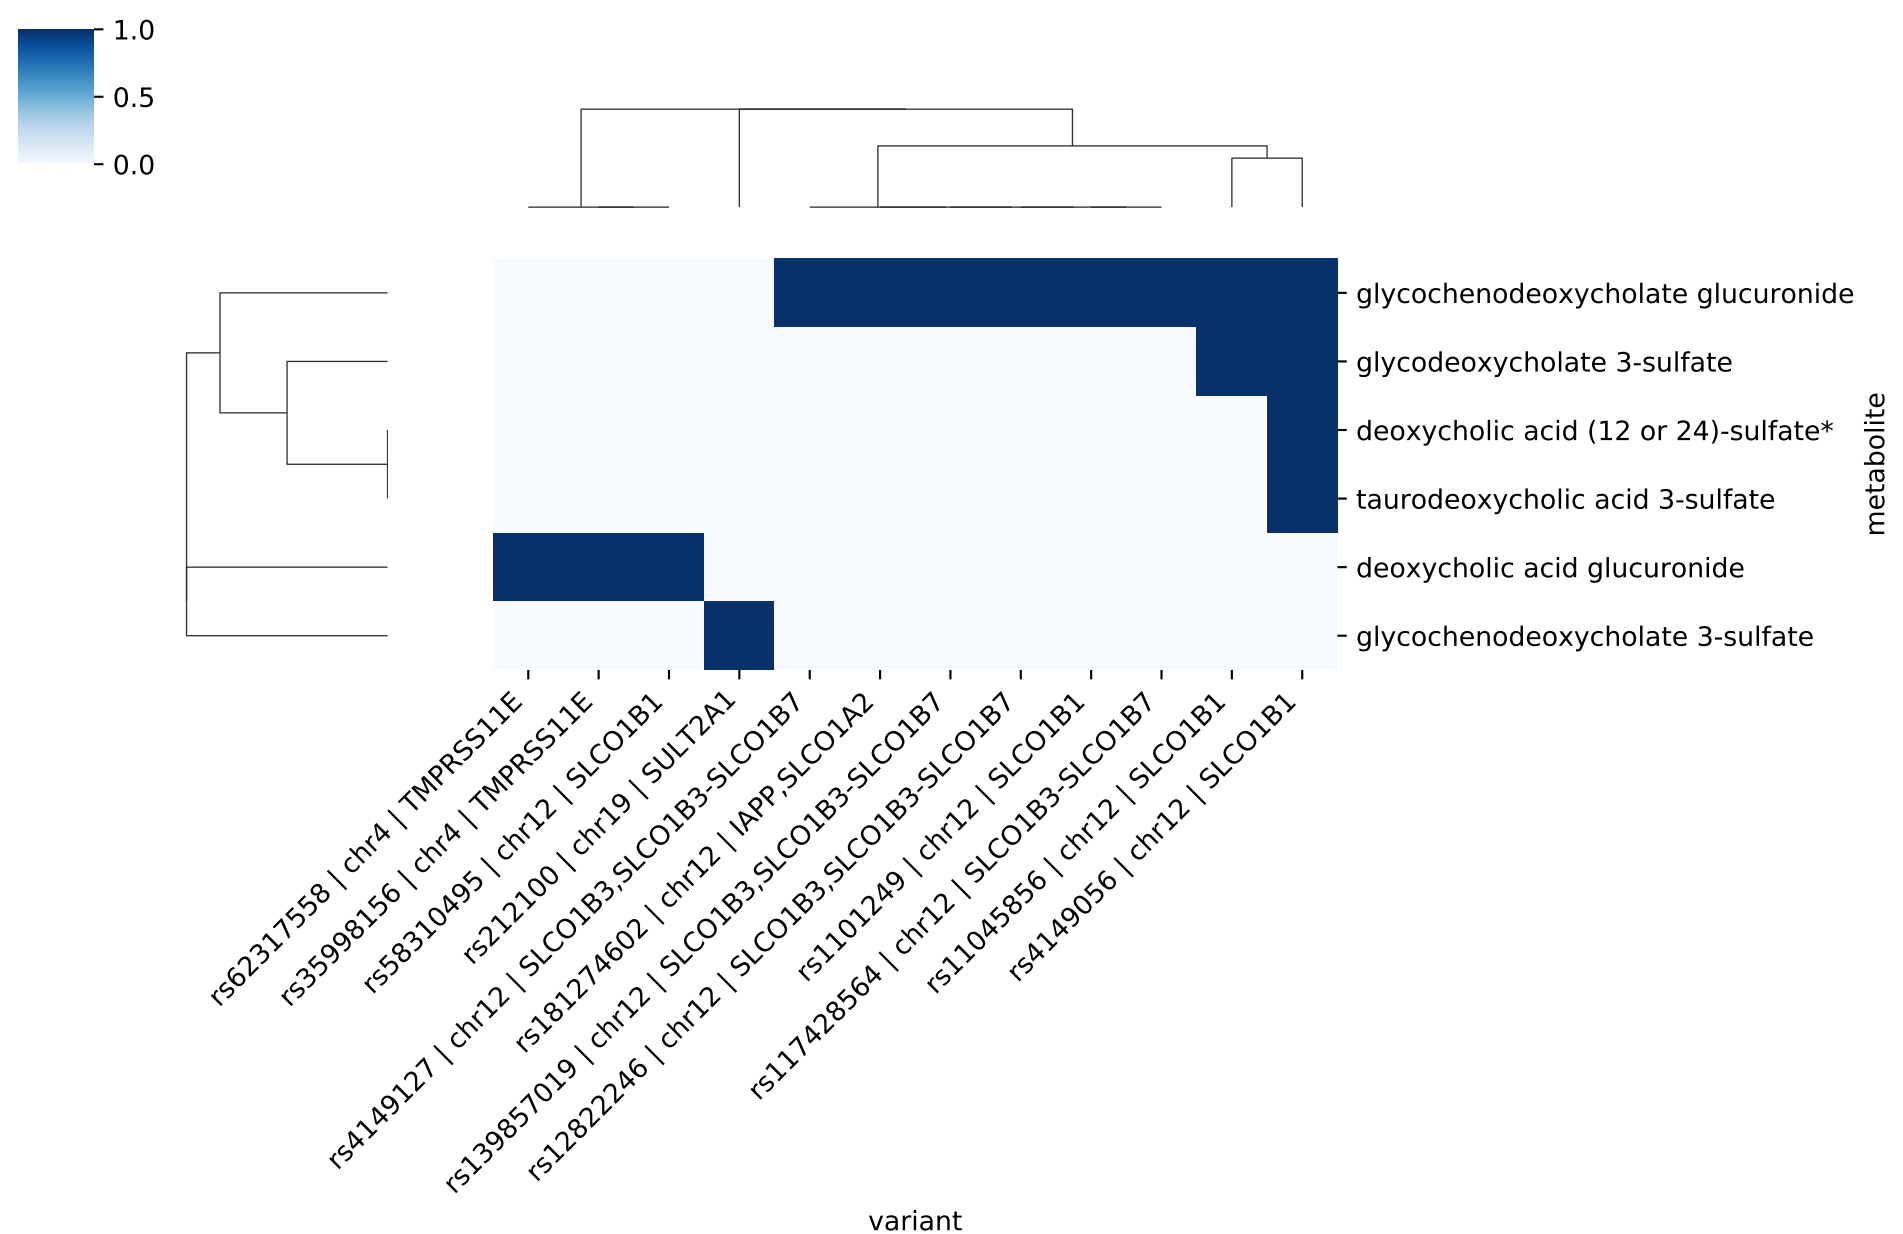 1.0
0.5
0.0
glycochenodeoxycholate glucuronide
glycodeoxycholate 3-sulfate
deoxycholic acid (12 or 24)-sulfate*
taurodeoxycholic acid 3-sulfate
deoxycholic acid glucuronide
glycochenodeoxycholate 3-sulfate
metabolite
rs62317558 | chr4 | TMPRSS11E
rs35998156 | chr4 | TMPRSS11E
rs58310495 | chr12 | SLCO1B1
rs212100 | chr19 | SULT2A1
rs4149127 | chr12 | SLCO1B3,SLCO1B3-SLCO1B7
rs181274602 | chr12 | IAPP,SLCO1A2
rs139857019 | chr12 | SLCO1B3,SLCO1B3-SLCO1B7
rs12822246 | chr12 | SLCO1B3,SLCO1B3-SLCO1B7
rs1101249 | chr12 | SLCO1B1
rs117428564 | chr12 | SLCO1B3-SLCO1B7
rs11045856 | chr12 | SLCO1B1
rs4149056 | chr12 | SLCO1B1
variant